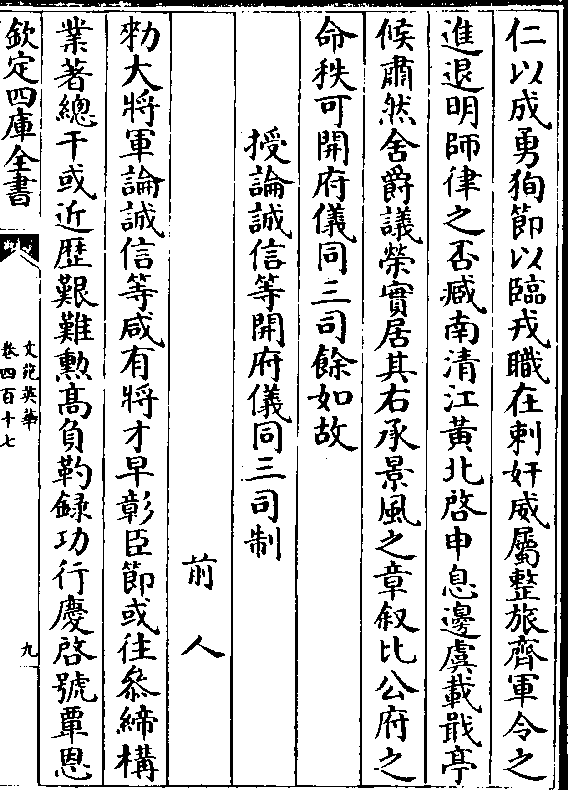 仁以成勇狥節以臨戎職在刺奸威屬整旅齊軍令之
進退明師律之否臧南清江黃北啓申息邊虞載戢亭
候肅然舍爵議榮實居其右承景風之章叙比公府之
命秩可開府儀同三司餘如故
授論誠信等開府儀同三司制
前人
勑大將軍論誠信等咸有將才早彰臣節或往叅締構
業著總干或近歴艱難勲髙負靮録功行慶啓號覃恩
欽定四庫全書
文苑英華
卷四百十七
九